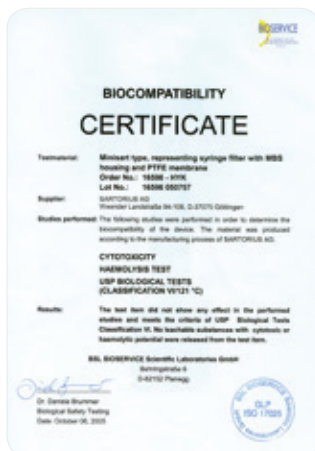 BIOSERVICE
BIOCOMPATIBILITY
CERTIFICATE
Testmaterial: Minisart type, representing syringe filter with MBS
housing and PTFE membrane
Order No.: 16596 - HYK
Lot No.: 16596 050757
Supplier: SARTORIUS AG
Weender Landstraße 94-108, D-37075 Göttingen
Studies performed: The following studies were performed in order to determine the
biocompatibility of the device. The material was produced
according to the manufacturing process of SARTORIUS AG.
CYTOTOXICITY
HAEMOLYSIS TEST
USP BIOLOGICAL TESTS
(CLASSIFICATION VI/121 °C)
Results: The test item did not show any effect in the performed
studies and meets the criteria of USP Biological Tests
Classification VI. No leachable substances with cytotoxic or
haemolytic potential were released from the test item.
BSL BIOSERVICE Scientific Laboratories GmbH
Behringstraße 6
D-82152 Planegg
Dr. Daniela Brummer
Biological Safety Testing
Date: October 06, 2005
BSL BIOSERVICE
GLP
ISO 17025